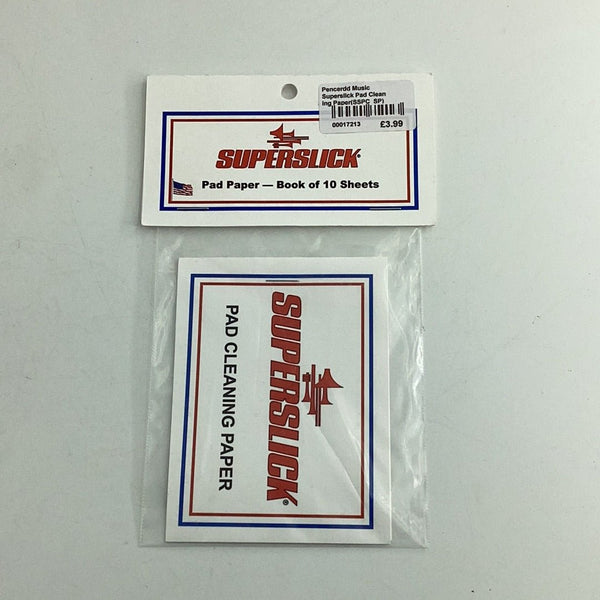 Pencerdd Music
Superslick Pad Clean
ing Paper(SSPC SP)
00017213 £3.99
SUPERSLICK®
Pad Paper — Book of 10 Sheets
SUPERSLICK®
PAD CLEANING PAPER